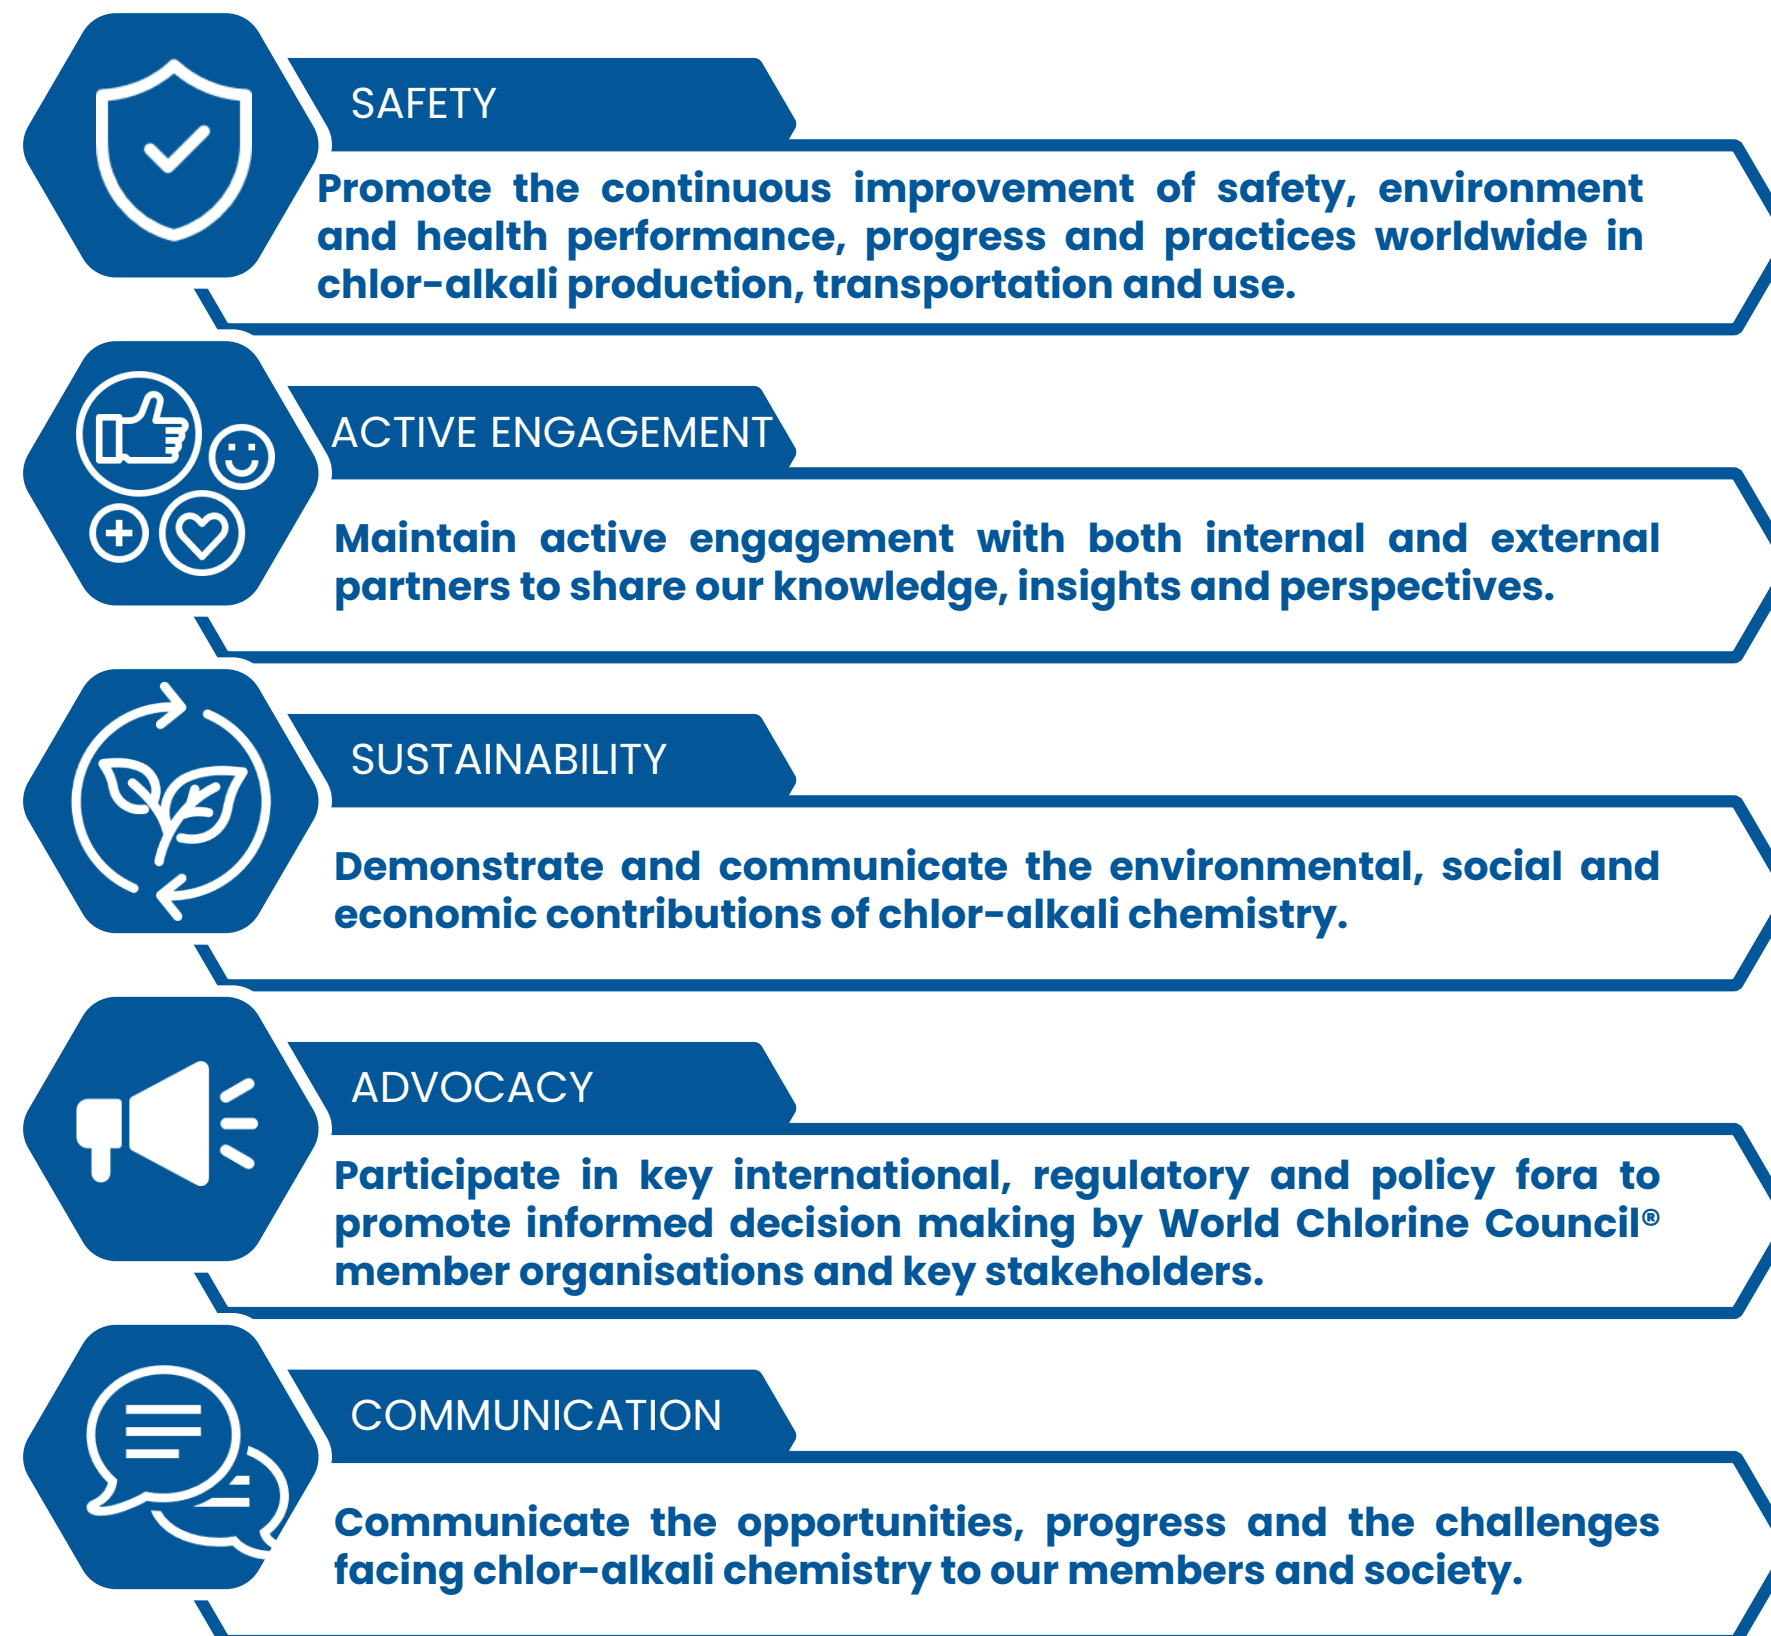 SAFETY
Promote the continuous improvement of safety, environment
and health performance, progress and practices worldwide in
chlor-alkali production, transportation and use.
ACTIVE ENGAGEMENT
Maintain active engagement with both internal and external
partners to share our knowledge, insights and perspectives.
SUSTAINABILITY
Demonstrate and communicate the environmental, social and
economic contributions of chlor-alkali chemistry.
ADVOCACY
Participate in key international, regulatory and policy fora to
promote informed decision making by World Chlorine Council®
member organisations and key stakeholders.
COMMUNICATION
Communicate the opportunities, progress and the challenges
facing chlor-alkali chemistry to our members and society.